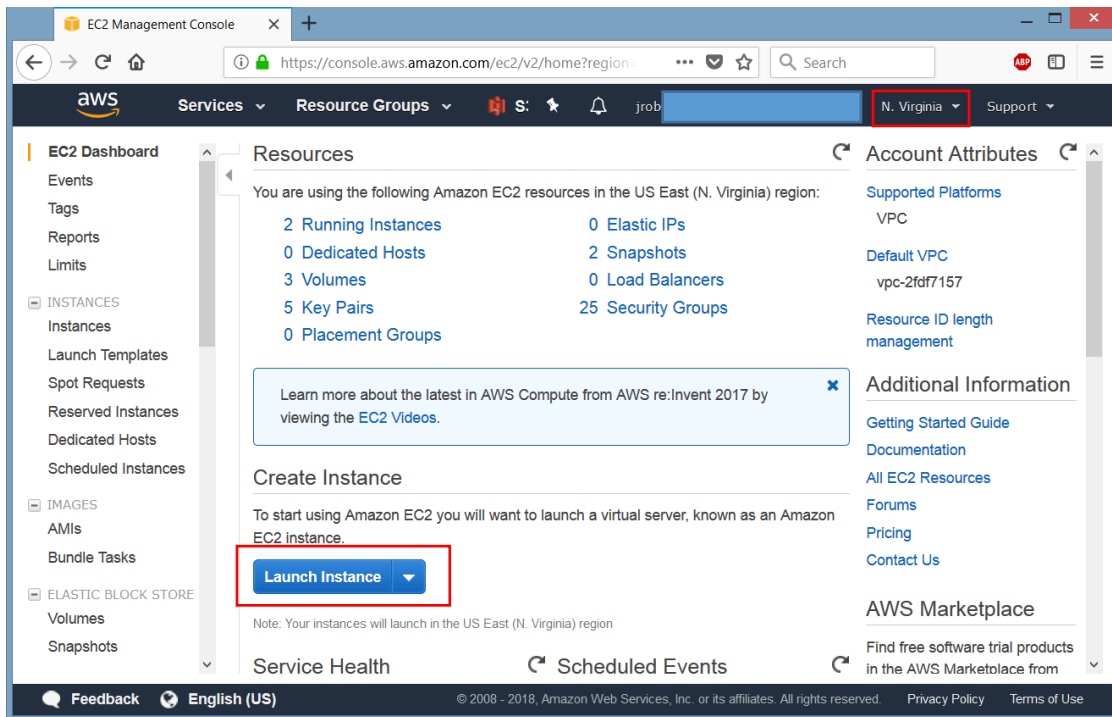 EC2 Management Console
https://console.aws.amazon.com/ec2/v2/home?region=
Search
ABP
aws
Services
Resource Groups
S:
jrob
N. Virginia
Support
EC2 Dashboard
Events
Tags
Reports
Limits
INSTANCES
Instances
Launch Templates
Spot Requests
Reserved Instances
Dedicated Hosts
Scheduled Instances
IMAGES
AMIs
Bundle Tasks
ELASTIC BLOCK STORE
Volumes
Snapshots
Resources
You are using the following Amazon EC2 resources in the US East (N. Virginia) region:
2 Running Instances
0 Elastic IPs
0 Dedicated Hosts
2 Snapshots
3 Volumes
0 Load Balancers
5 Key Pairs
25 Security Groups
0 Placement Groups
Learn more about the latest in AWS Compute from AWS re:Invent 2017 by
viewing the EC2 Videos.
Create Instance
To start using Amazon EC2 you will want to launch a virtual server, known as an Amazon
EC2 instance.
Launch Instance
Note: Your instances will launch in the US East (N. Virginia) region
Service Health
Scheduled Events
Account Attributes
Supported Platforms
VPC
Default VPC
vpc-2fdf7157
Resource ID length
management
Additional Information
Getting Started Guide
Documentation
All EC2 Resources
Forums
Pricing
Contact Us
AWS Marketplace
Find free software trial products
in the AWS Marketplace from
Feedback
English (US)
© 2008 - 2018, Amazon Web Services, Inc. or its affiliates. All rights reserved.
Privacy Policy
Terms of Use